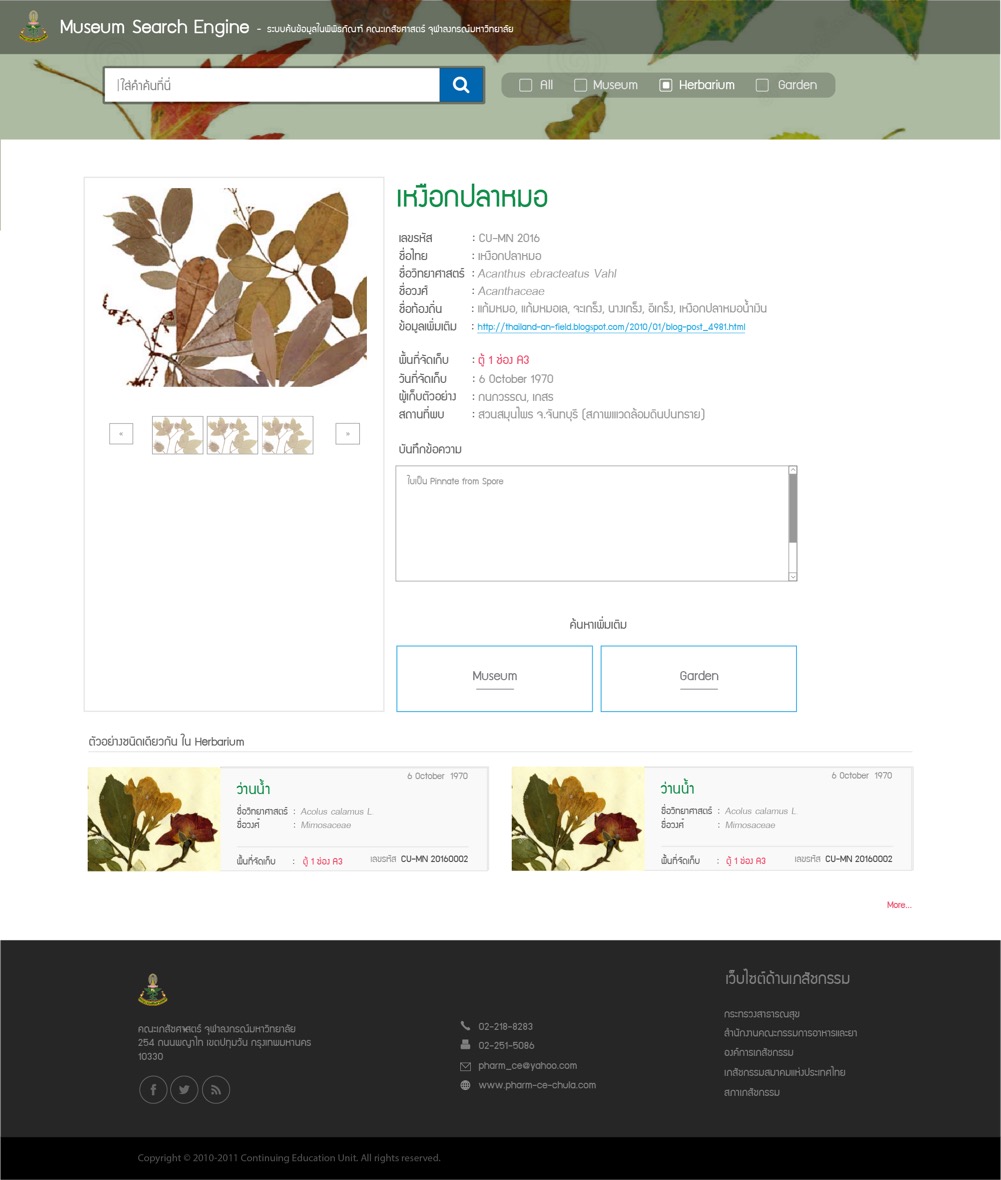 Museum Search Engine - ระบบค้นข้อมูลในพิพิธภัณฑ์ คณะเภสัชศาสตร์ จุฬาลงกรณ์มหาวิทยาลัย
ใส่คำค้นที่นี่
All Museum Herbarium Garden
เหงือกปลาหมอ
เลขรหัส : CU-MN 2016
ชื่อไทย : เหงือกปลาหมอ
ชื่อวิทยาศาสตร์ : Acanthus ebracteatus Vahl
ชื่อวงศ์ : Acanthaceae
ชื่อท้องถิ่น : แก้มหมอ, แก้มหมอเล, จะเกร็ง, นางเกร็ง, อีเกร็ง, เหงือกปลาหมอน้ำเงิน
ข้อมูลเพิ่มเติม : http://thailand-an-field.blogspot.com/2010/01/blog-post_4981.html
พื้นที่จัดเก็บ : ตู้ 1 ช่อง A3
วันที่จัดเก็บ : 6 October 1970
ผู้เก็บตัวอย่าง : กนกวรรณ, เกสร
สถานที่พบ : สวนสมุนไพร จ.จันทบุรี (สภาพแวดล้อมดินปนทราย)
บันทึกข้อความ
ใบเป็น Pinnate from Spore
ค้นหาเพิ่มเติม
Museum
Garden
ตัวอย่างชนิดเดียวกัน ใน Herbarium
6 October 1970
ว่านน้ำ
ชื่อวิทยาศาสตร์ : Acolus calamus L.
ชื่อวงศ์ : Mimosaceae
พื้นที่จัดเก็บ : ตู้ 1 ช่อง A3 เลขรหัส CU-MN 20160002
6 October 1970
ว่านน้ำ
ชื่อวิทยาศาสตร์ : Acolus calamus L.
ชื่อวงศ์ : Mimosaceae
พื้นที่จัดเก็บ : ตู้ 1 ช่อง A3 เลขรหัส CU-MN 20160002
More...
คณะเภสัชศาสตร์ จุฬาลงกรณ์มหาวิทยาลัย
254 ถนนพญาไท เขตปทุมวัน กรุงเทพมหานคร
10330
02-218-8283
02-251-5086
pharm_ce@yahoo.com
www.pharm-ce-chula.com
เว็บไซต์ด้านเภสัชกรรม
กระทรวงสาธารณสุข
สำนักงานคณะกรรมการอาหารและยา
องค์การเภสัชกรรม
เภสัชกรรมสมาคมแห่งประเทศไทย
สภาเภสัชกรรม
Copyright © 2010-2011 Continuing Education Unit. All rights reserved.